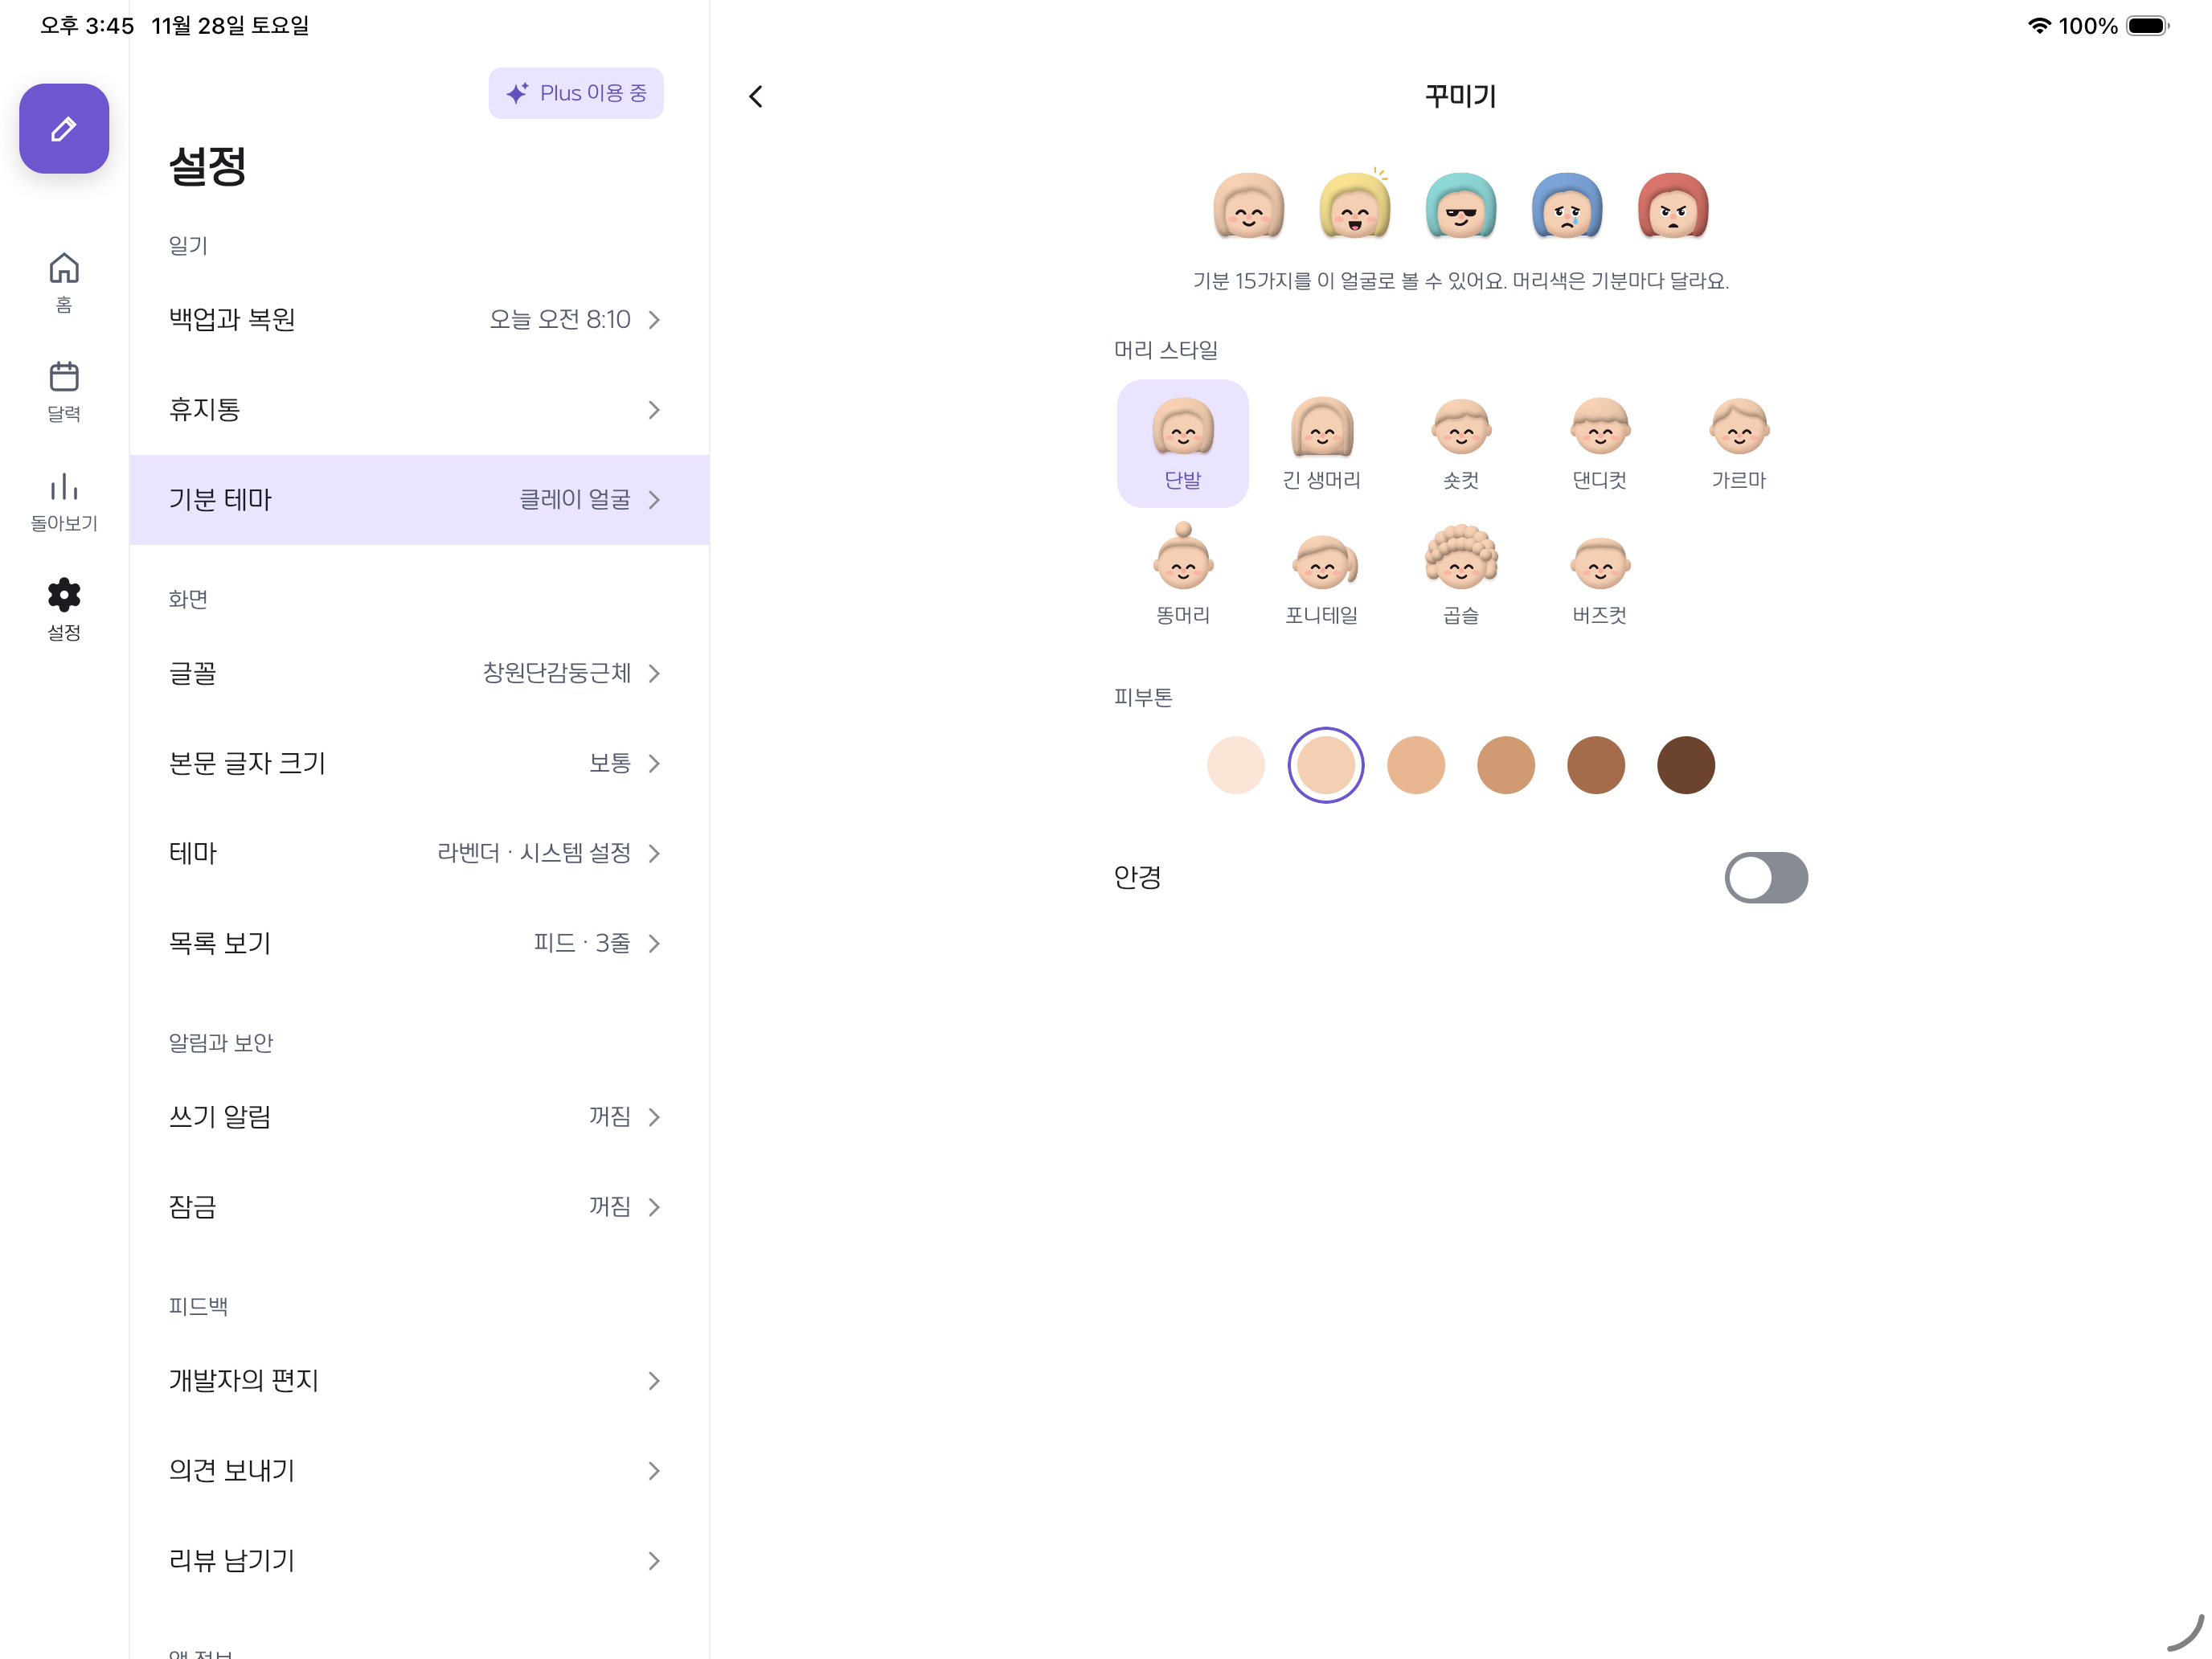 오후 3:45 11월 28일 토요일
100%
Plus 이용 중
설정
일기
백업과 복원 오늘 오전 8:10
휴지통
기분 테마 클레이 얼굴
화면
글꼴 창원단감둥근체
본문 글자 크기 보통
테마 라벤더 · 시스템 설정
목록 보기 피드 · 3줄
알림과 보안
쓰기 알림 꺼짐
잠금 꺼짐
피드백
개발자의 편지
의견 보내기
리뷰 남기기
홈
달력
돌아보기
설정
꾸미기
기분 15가지를 이 얼굴로 볼 수 있어요. 머리색은 기분마다 달라요.
머리 스타일
단발 긴 생머리 숏컷 댄디컷 가르마
똥머리 포니테일 곱슬 버즈컷
피부톤
안경